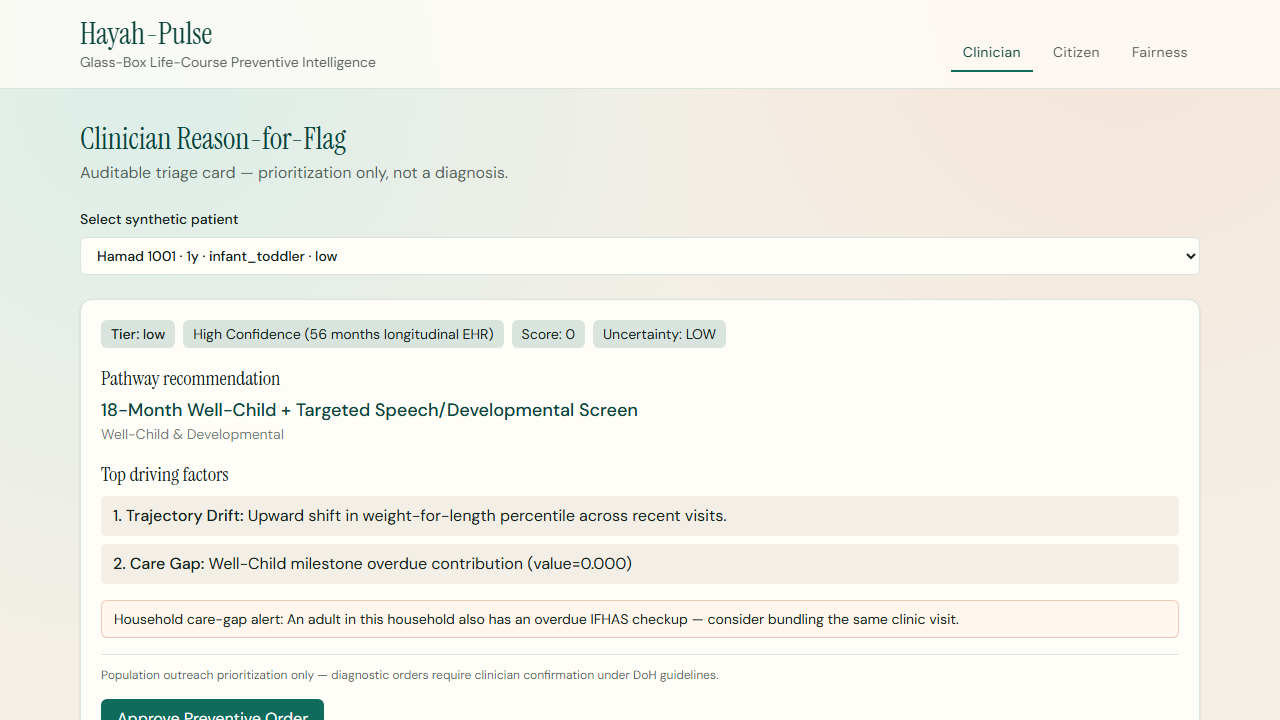 Hayah-Pulse
Glass-Box Life-Course Preventive Intelligence
Clinician
Citizen
Fairness
Clinician Reason-for-Flag
Auditable triage card — prioritization only, not a diagnosis.
Select synthetic patient
Hamad 1001 · 1y · infant_toddler · low
Tier: low
High Confidence (56 months longitudinal EHR)
Score: 0
Uncertainty: LOW
Pathway recommendation
18-Month Well-Child + Targeted Speech/Developmental Screen
Well-Child & Developmental
Top driving factors
1. Trajectory Drift: Upward shift in weight-for-length percentile across recent visits.
2. Care Gap: Well-Child milestone overdue contribution (value=0.000)
Household care-gap alert: An adult in this household also has an overdue IFHAS checkup — consider bundling the same clinic visit.
Population outreach prioritization only — diagnostic orders require clinician confirmation under DoH guidelines.
Approve Preventive Order